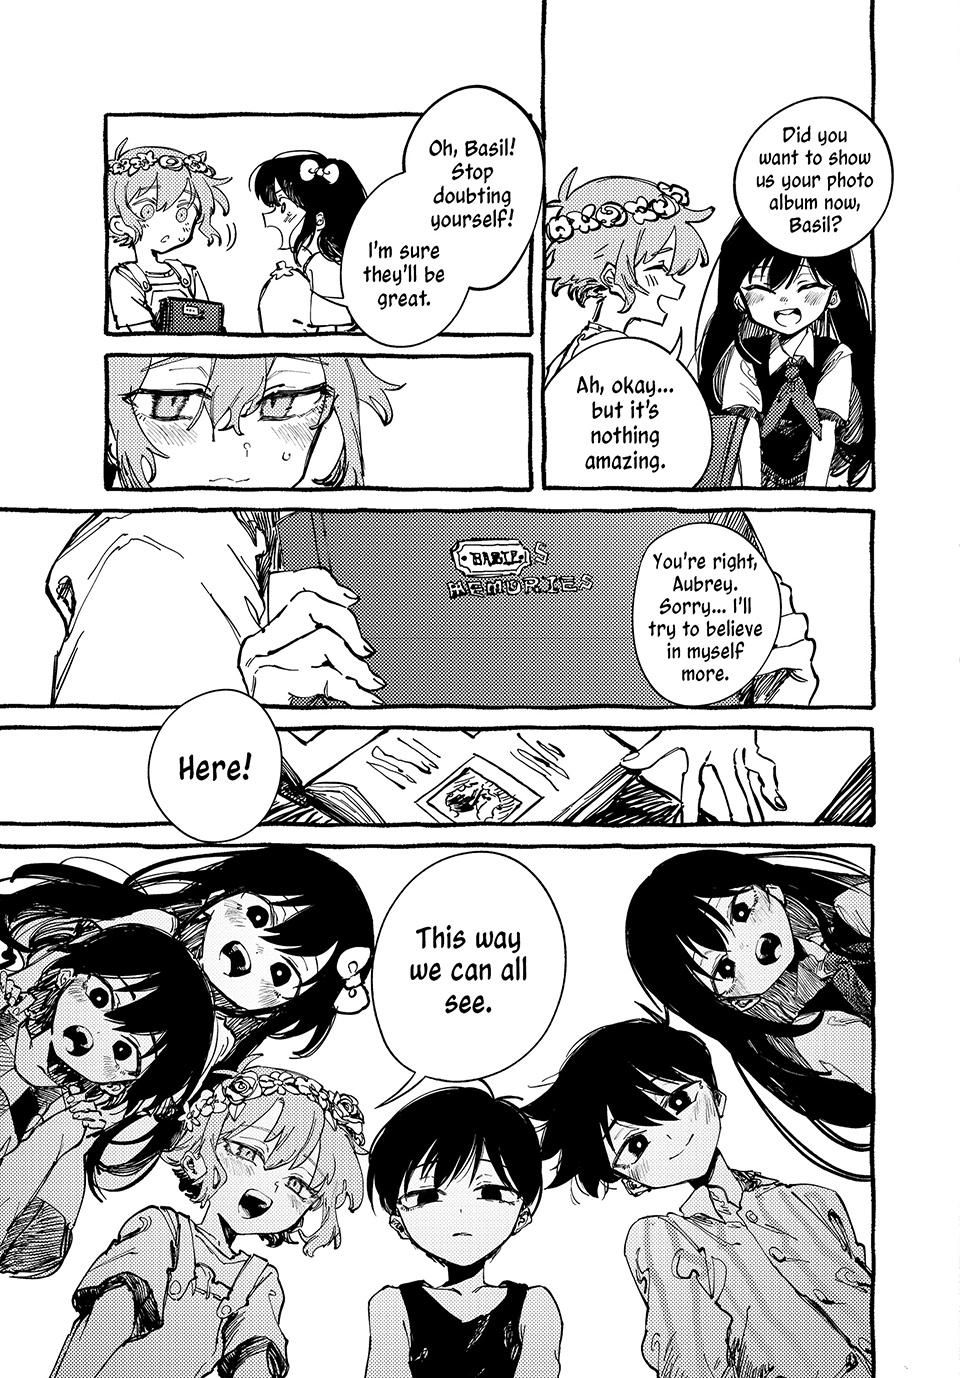 Did you
want to show
us your photo
album now,
Basil?
Ah, okay...
but it's
nothing
amazing.
Oh, Basil!
Stop
doubting
yourself!
I'm sure
they'll be
great.
BASIL'S
MEMORIES
You're right,
Aubrey.
Sorry... I'll
try to believe
in myself
more.
Here!
This way
we can all
see.